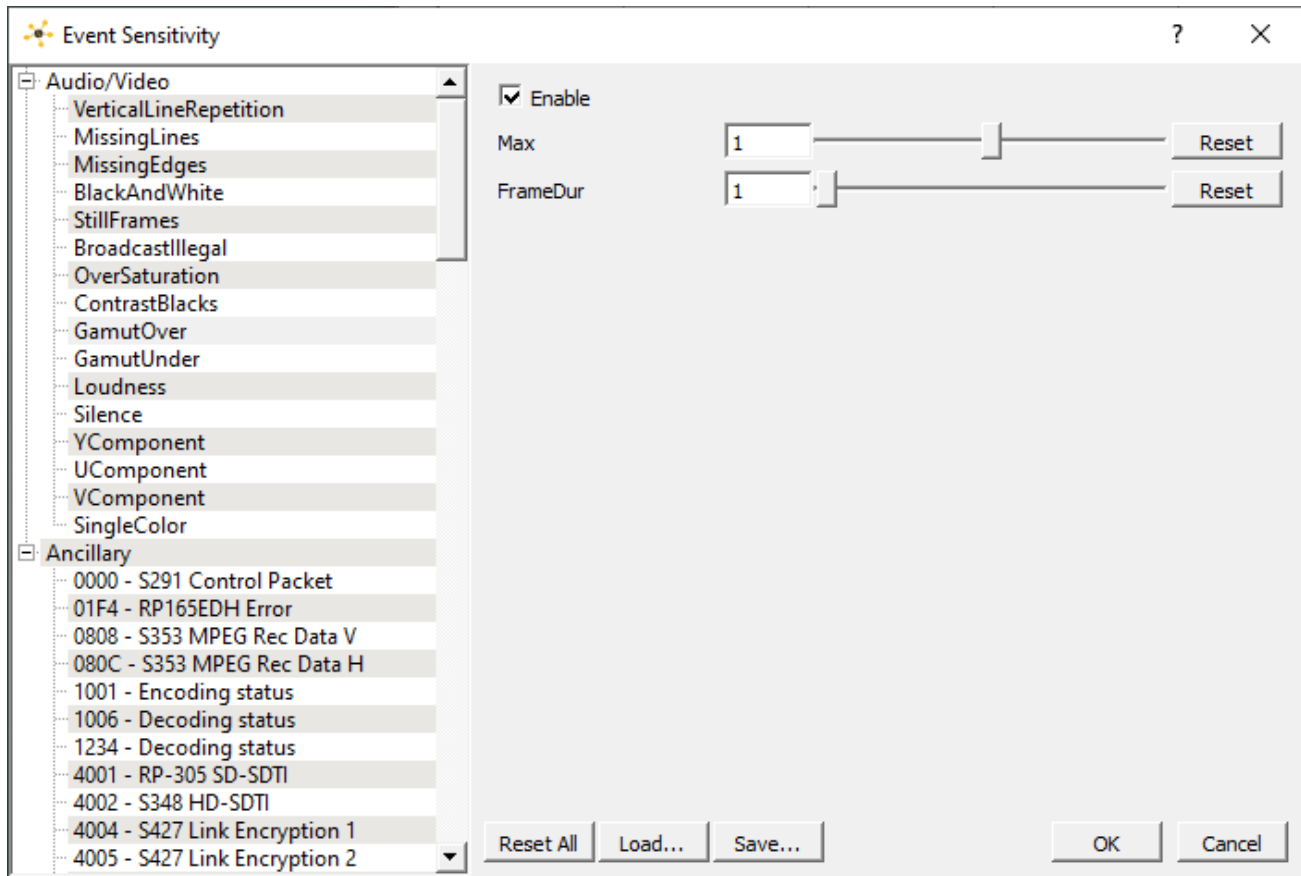 Event Sensitivity
?
Audio/Video
VerticalLineRepetition
MissingLines
MissingEdges
BlackAndWhite
StillFrames
BroadcastIllegal
OverSaturation
ContrastBlacks
GamutOver
GamutUnder
Loudness
Silence
YComponent
UComponent
VComponent
SingleColor
Ancillary
0000 - S291 Control Packet
01F4 - RP165EDH Error
0808 - S353 MPEG Rec Data V
080C - S353 MPEG Rec Data H
1001 - Encoding status
1006 - Decoding status
1234 - Decoding status
4001 - RP-305 SD-SDTI
4002 - S348 HD-SDTI
4004 - S427 Link Encryption 1
4005 - S427 Link Encryption 2
Enable
Max 1 Reset
FrameDur 1 Reset
Reset All Load... Save... OK Cancel